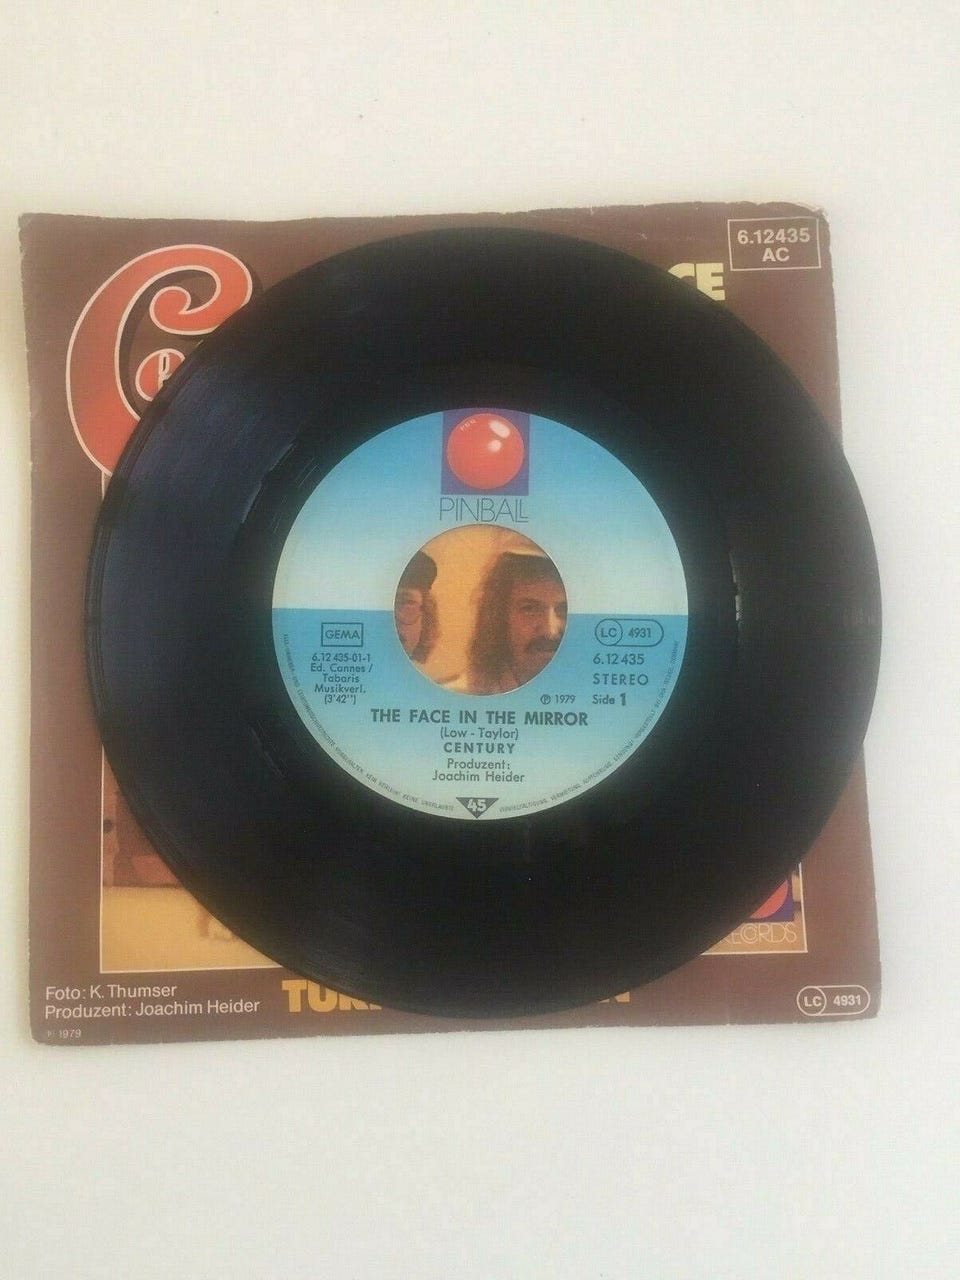 6.12435
AC
CE
PINBALL
GEMA
LC 4931
6.12 435-01-1
Ed. Cannes /
Tabaris
Musikverl.
(3'42'')
6.12 435
STEREO
℗ 1979 Side 1
THE FACE IN THE MIRROR
(Low - Taylor)
CENTURY
Produzent:
Joachim Heider
45
RECORDS
Foto: K. Thumser
Produzent: Joachim Heider
℗ 1979
LC 4931